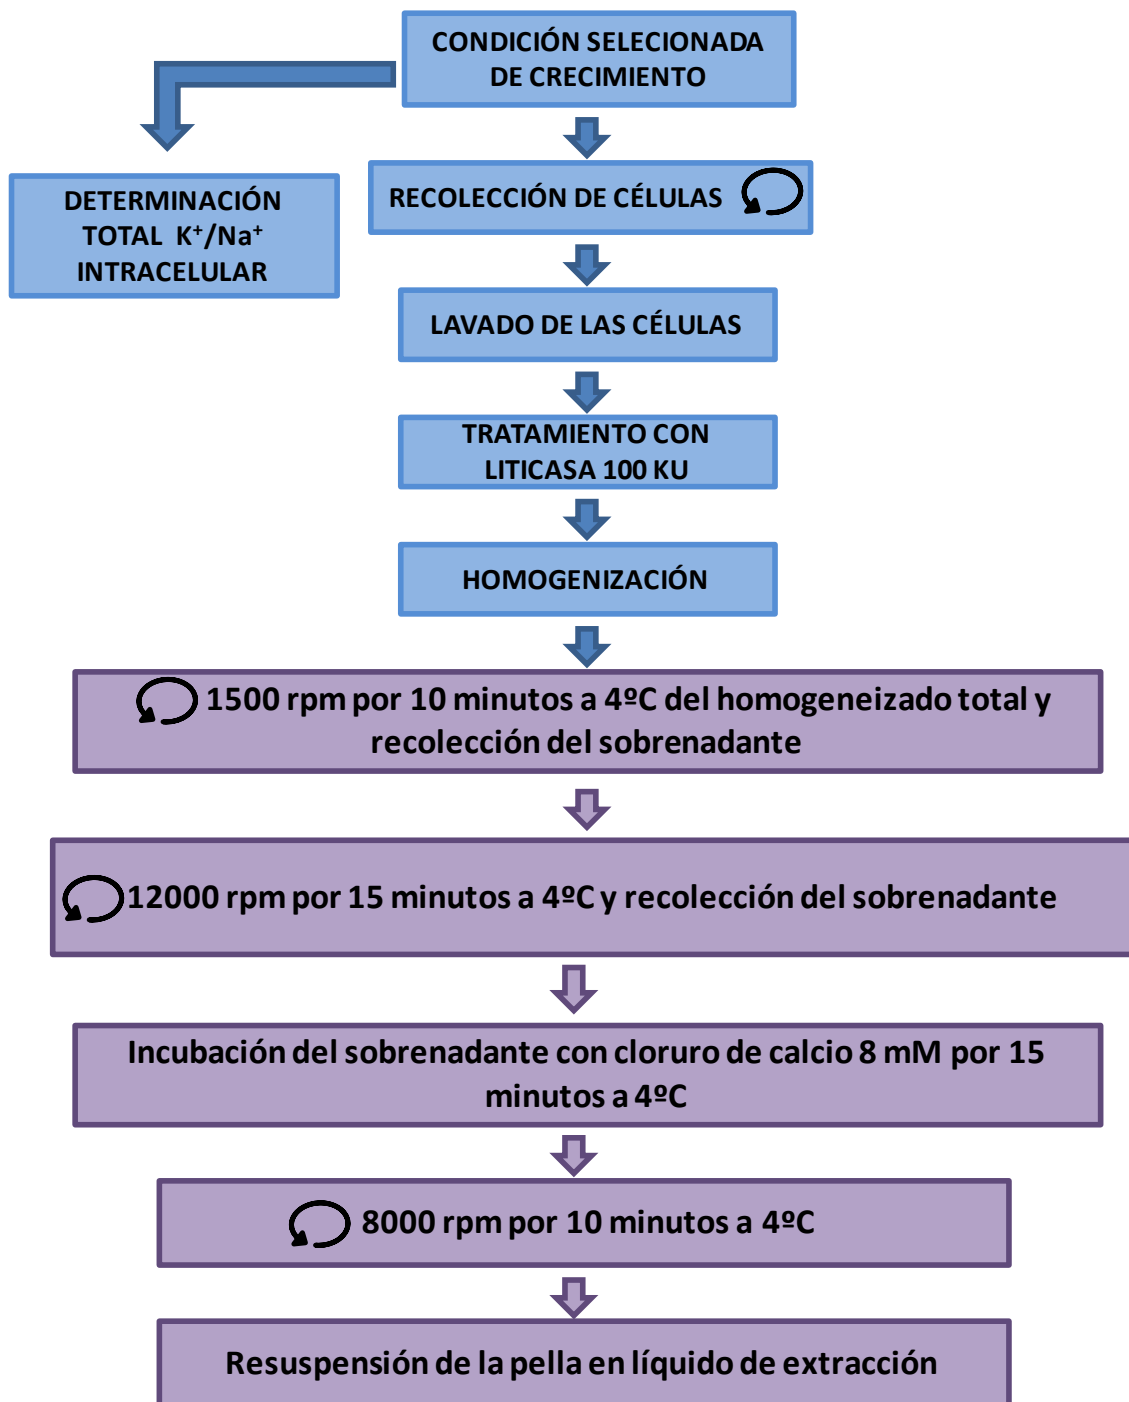 CONDICIÓN SELECIONADA
DE CRECIMIENTO
DETERMINACIÓN
TOTAL K⁺/Na⁺
INTRACELULAR
RECOLECCIÓN DE CÉLULAS
LAVADO DE LAS CÉLULAS
TRATAMIENTO CON
LITICASA 100 KU
HOMOGENIZACIÓN
1500 rpm por 10 minutos a 4ºC del homogeneizado total y
recolección del sobrenadante
12000 rpm por 15 minutos a 4ºC y recolección del sobrenadante
Incubación del sobrenadante con cloruro de calcio 8 mM por 15
minutos a 4ºC
8000 rpm por 10 minutos a 4ºC
Resuspensión de la pella en líquido de extracción